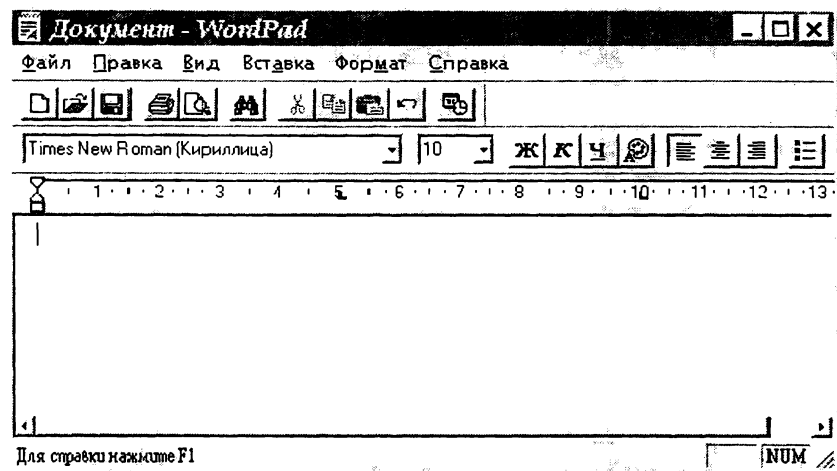 Документ - WordPad
Файл Правка Вид Вставка Формат Справка
Times New Roman (Кириллица) 10 Ж К Ч
1 2 3 4 5 6 7 8 9 10 11 12 13
Для справки нажмите F1 NUM